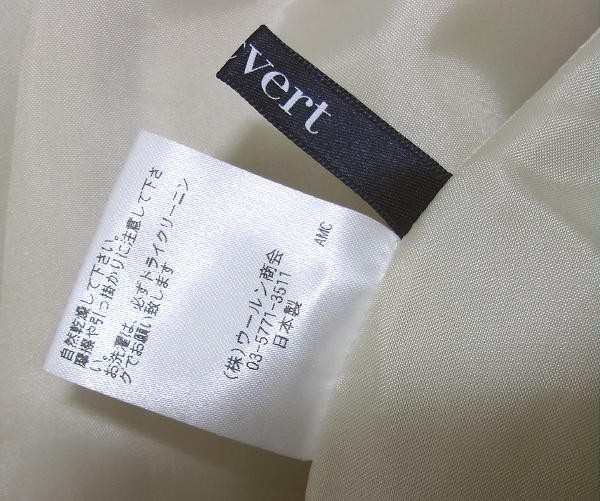 vert
自然乾燥して下さい。
摩擦や引っ掛かりに注意して下さ
い。
お洗濯は、必ずドライクリーニン
グでお願い致します
(株)ウールン商会
03-5771-3511
日本製
AMC